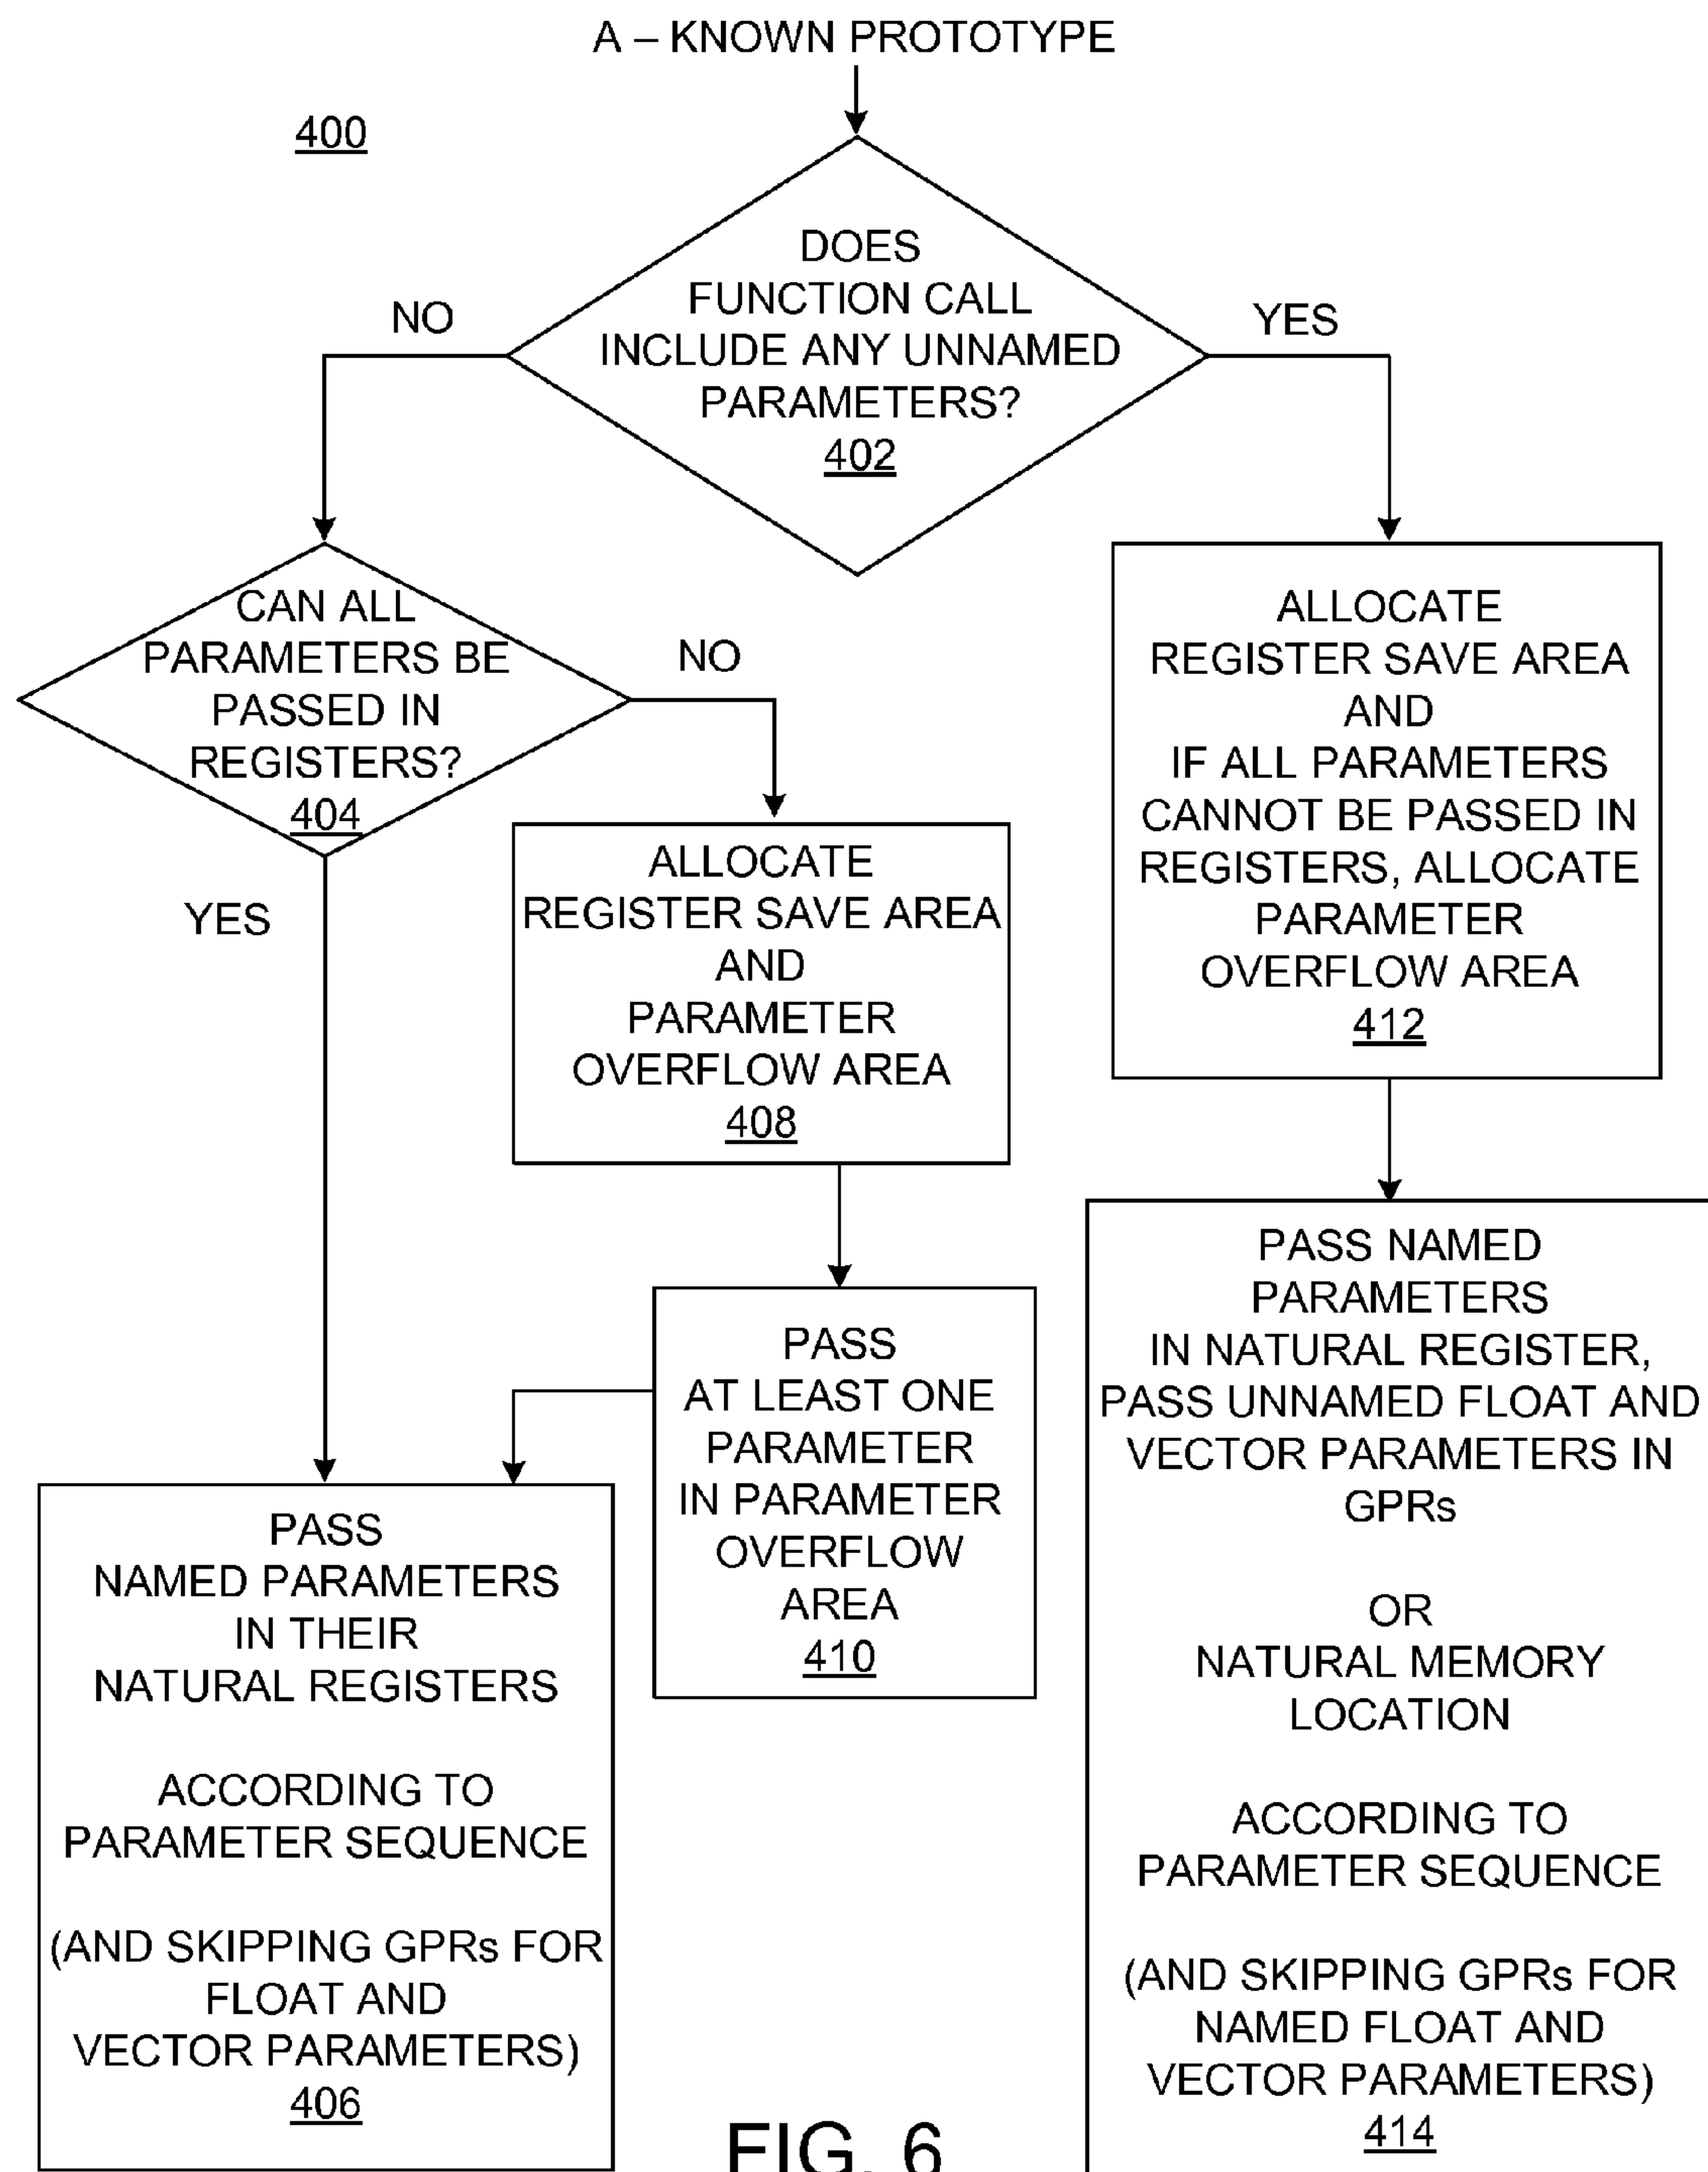 A – KNOWN PROTOTYPE
400
DOES
FUNCTION CALL
INCLUDE ANY UNNAMED
PARAMETERS?
402
NO
YES
CAN ALL
PARAMETERS BE
PASSED IN
REGISTERS?
404
NO
YES
ALLOCATE
REGISTER SAVE AREA
AND
PARAMETER
OVERFLOW AREA
408
ALLOCATE
REGISTER SAVE AREA
AND
IF ALL PARAMETERS
CANNOT BE PASSED IN
REGISTERS, ALLOCATE
PARAMETER
OVERFLOW AREA
412
PASS
AT LEAST ONE
PARAMETER
IN PARAMETER
OVERFLOW
AREA
410
PASS
NAMED PARAMETERS
IN THEIR
NATURAL REGISTERS
ACCORDING TO
PARAMETER SEQUENCE
(AND SKIPPING GPRs FOR
FLOAT AND
VECTOR PARAMETERS)
406
PASS NAMED
PARAMETERS
IN NATURAL REGISTER,
PASS UNNAMED FLOAT AND
VECTOR PARAMETERS IN
GPRs
OR
NATURAL MEMORY
LOCATION
ACCORDING TO
PARAMETER SEQUENCE
(AND SKIPPING GPRs FOR
NAMED FLOAT AND
VECTOR PARAMETERS)
414
FIG. 6